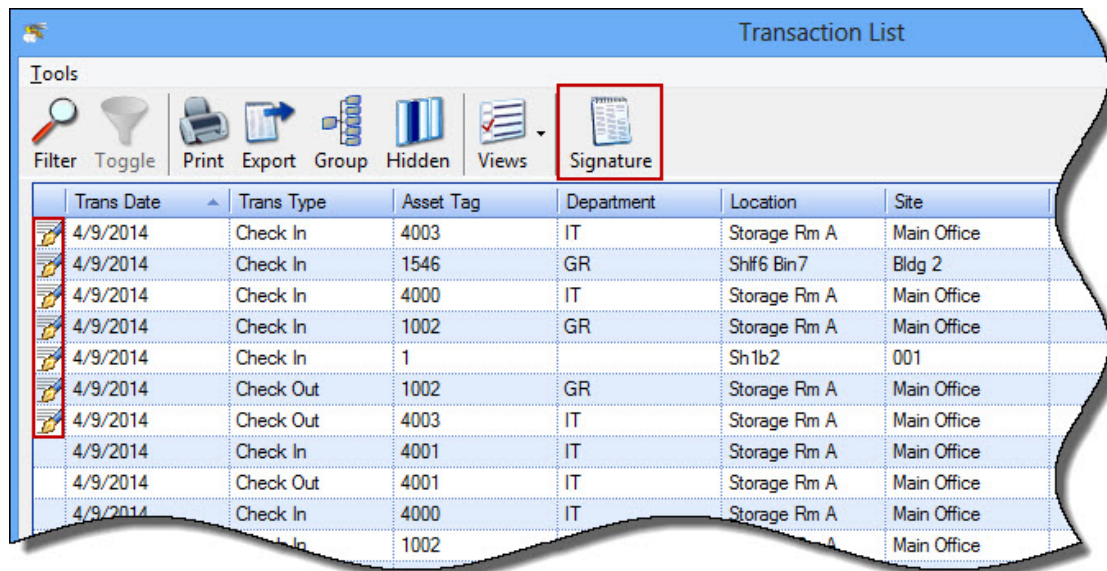 Transaction List
Tools
Filter Toggle Print Export Group Hidden Views Signature
Trans Date Trans Type Asset Tag Department Location Site
4/9/2014 Check In 4003 IT Storage Rm A Main Office
4/9/2014 Check In 1546 GR Shlf6 Bin7 Bldg 2
4/9/2014 Check In 4000 IT Storage Rm A Main Office
4/9/2014 Check In 1002 GR Storage Rm A Main Office
4/9/2014 Check In 1 Sh1b2 001
4/9/2014 Check Out 1002 GR Storage Rm A Main Office
4/9/2014 Check Out 4003 IT Storage Rm A Main Office
4/9/2014 Check In 4001 IT Storage Rm A Main Office
4/9/2014 Check Out 4001 IT Storage Rm A Main Office
4/9/2014 Check In 4000 IT Storage Rm A Main Office
In 1002 A Main Office